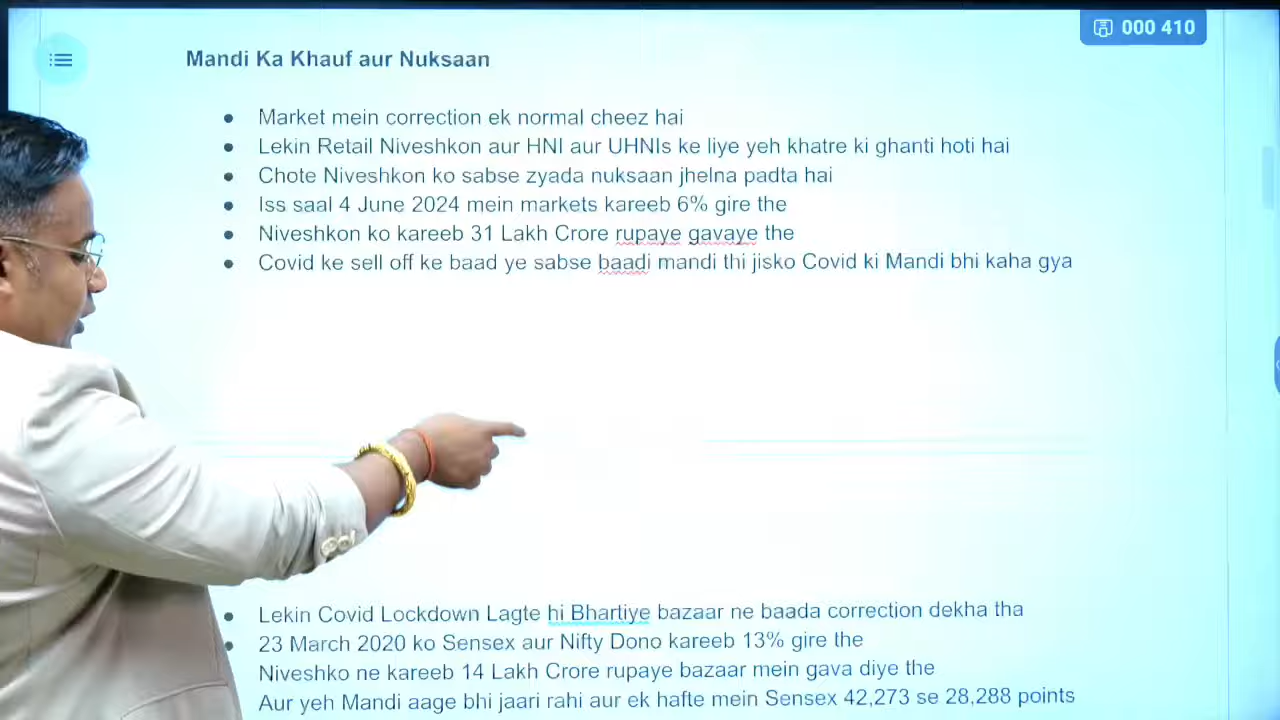 000 410
Mandi Ka Khauf aur Nuksaan
Market mein correction ek normal cheez hai
Lekin Retail Niveshkon aur HNI aur UHNIs ke liye yeh khatre ki ghanti hoti hai
Chote Niveshkon ko sabse zyada nuksaan jhelna padta hai
Iss saal 4 June 2024 mein markets kareeb 6% gire the
Niveshkon ko kareeb 31 Lakh Crore rupaye gavaye the
Covid ke sell off ke baad ye sabse baadi mandi thi jisko Covid ki Mandi bhi kaha gya
Lekin Covid Lockdown Lagte hi Bhartiye bazaar ne baada correction dekha tha
23 March 2020 ko Sensex aur Nifty Dono kareeb 13% gire the
Niveshko ne kareeb 14 Lakh Crore rupaye bazaar mein gava diye the
Aur yeh Mandi aage bhi jaari rahi aur ek hafte mein Sensex 42,273 se 28,288 points